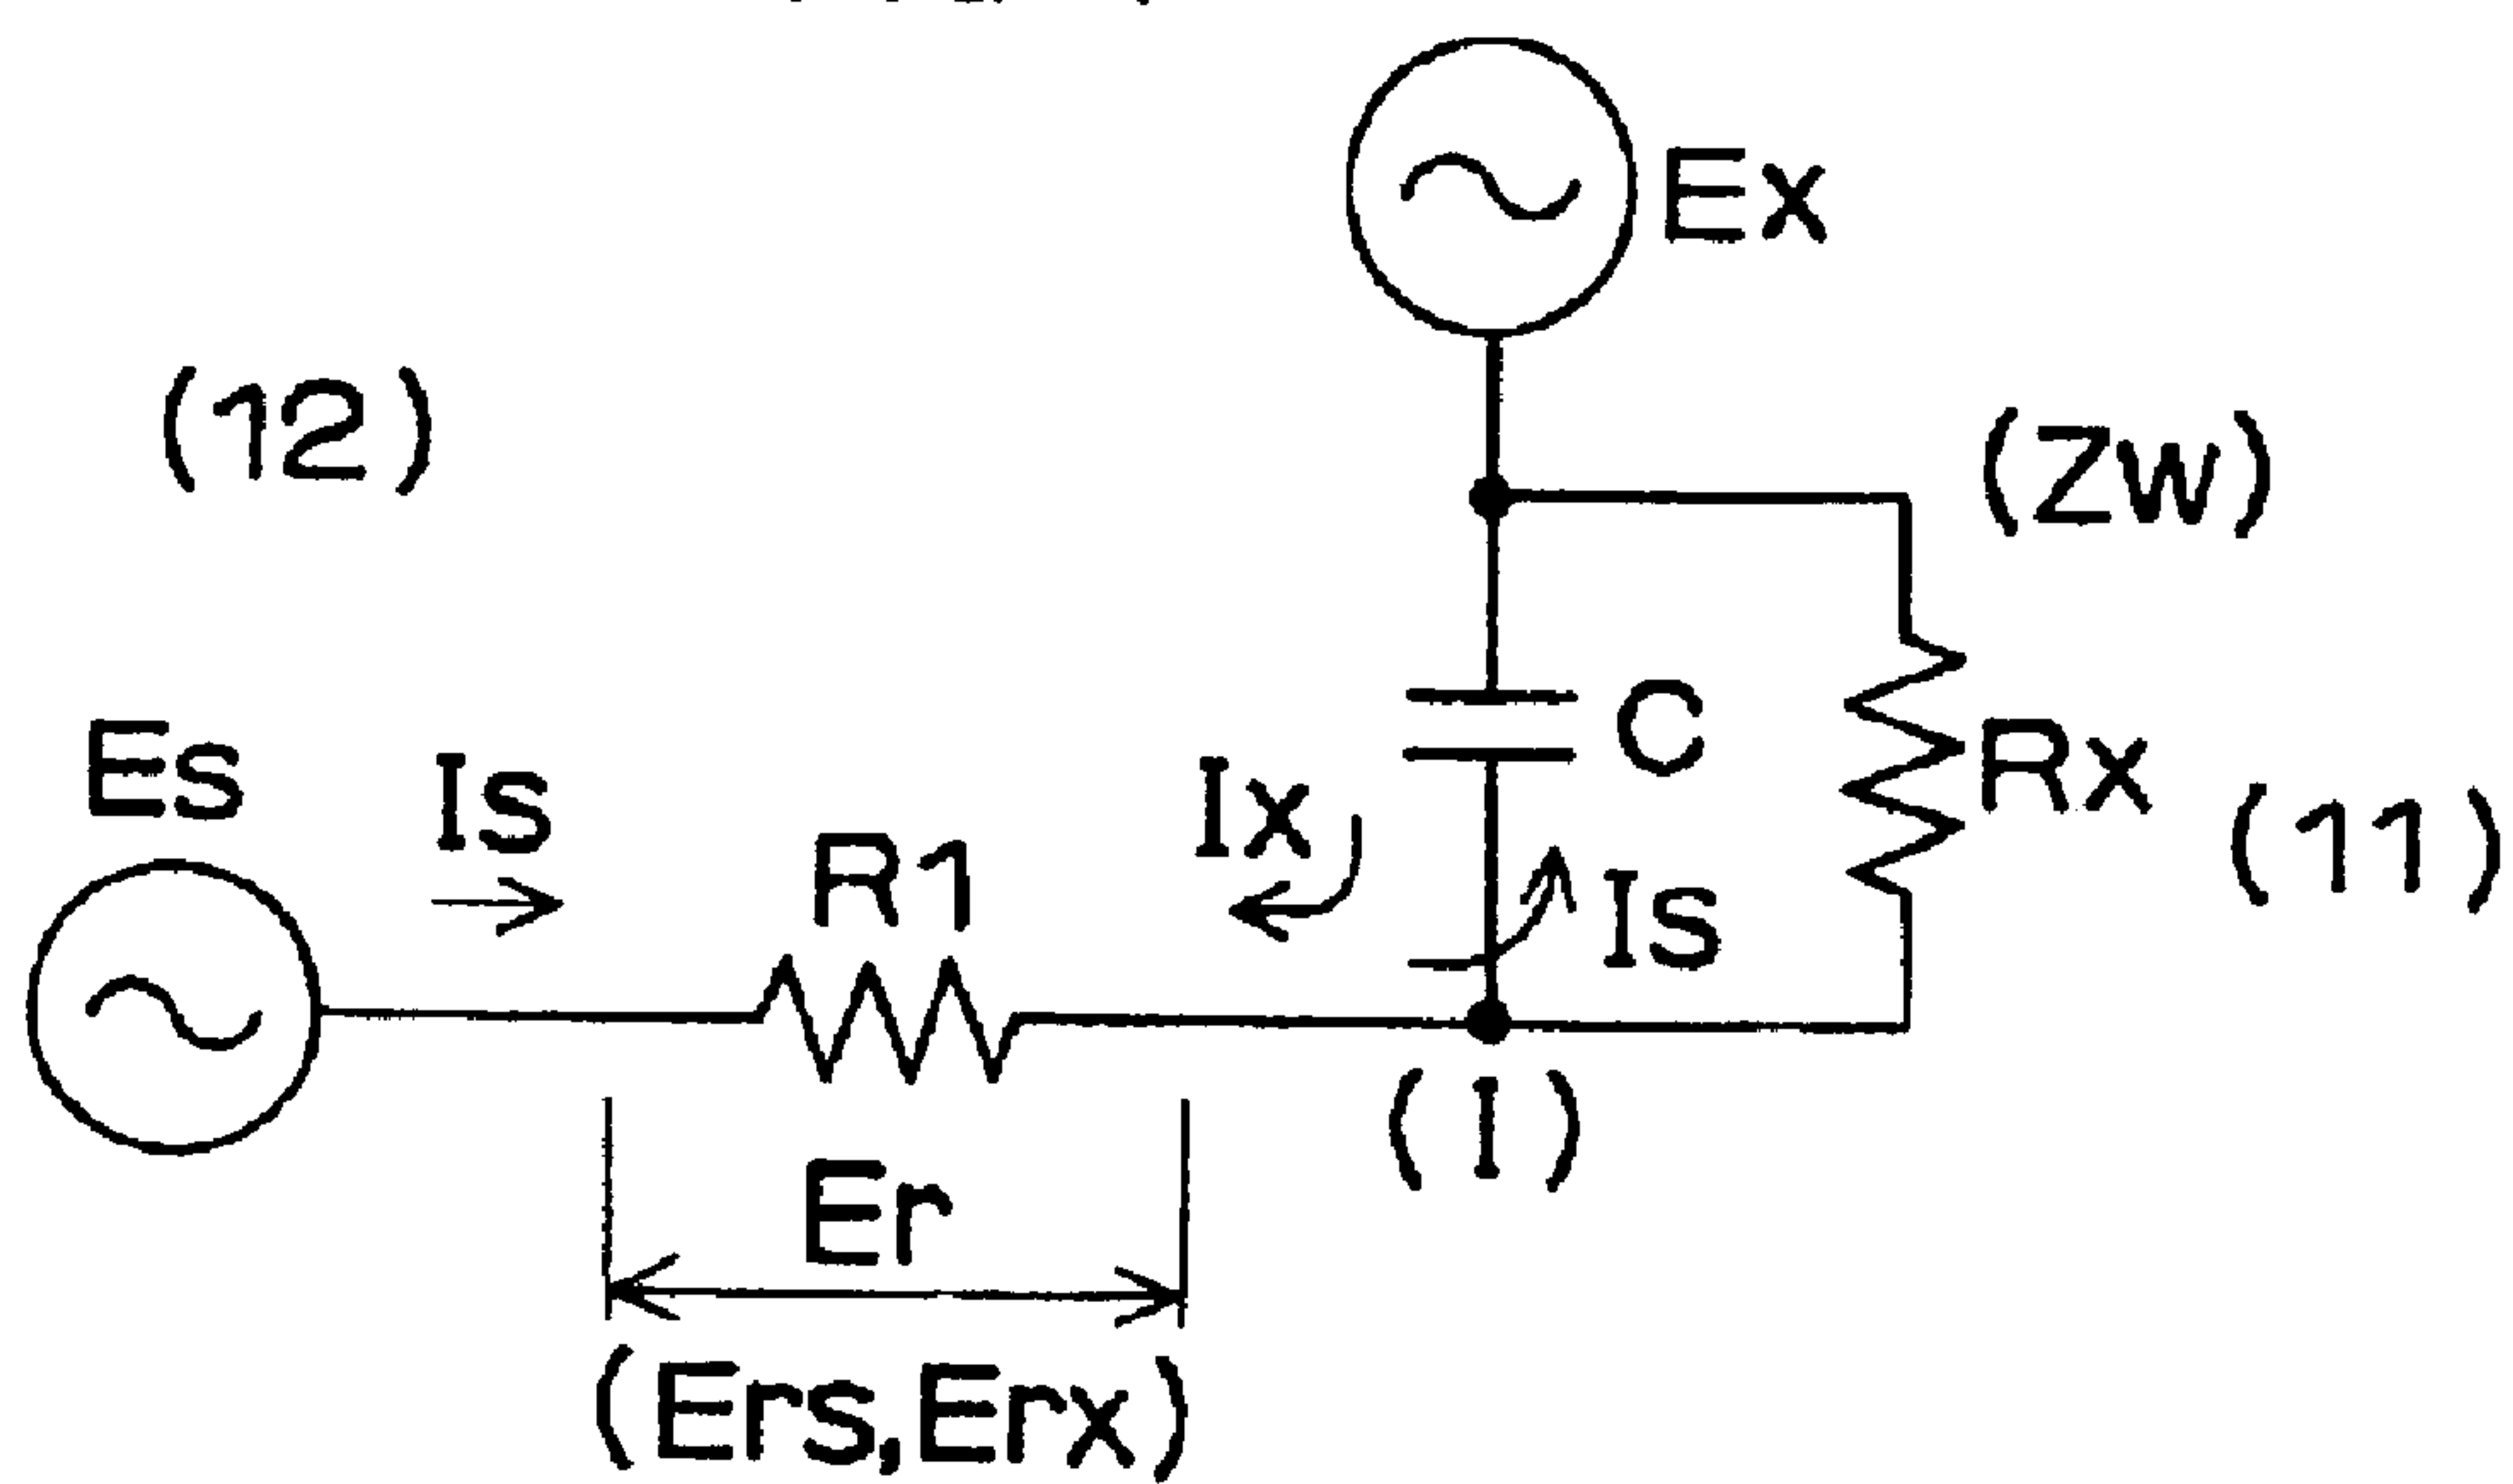 Ex
(12)
(Zw)
Es
Is
R1
Ix
C
Is
Rx
(11)
(I)
Er
(Ers,Erx)